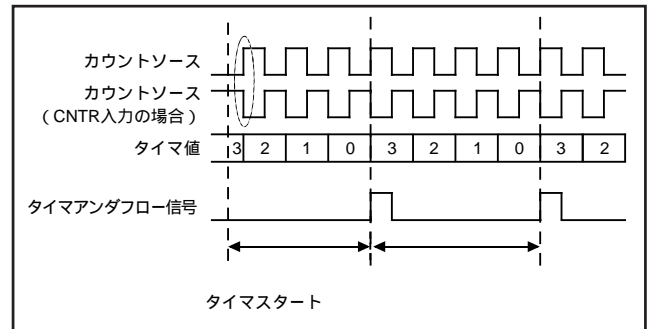 カウントソース
カウントソース
(CNTR入力の場合)
タイマ値 3 2 1 0 3 2 1 0 3 2
タイマアンダフロー信号
タイマスタート